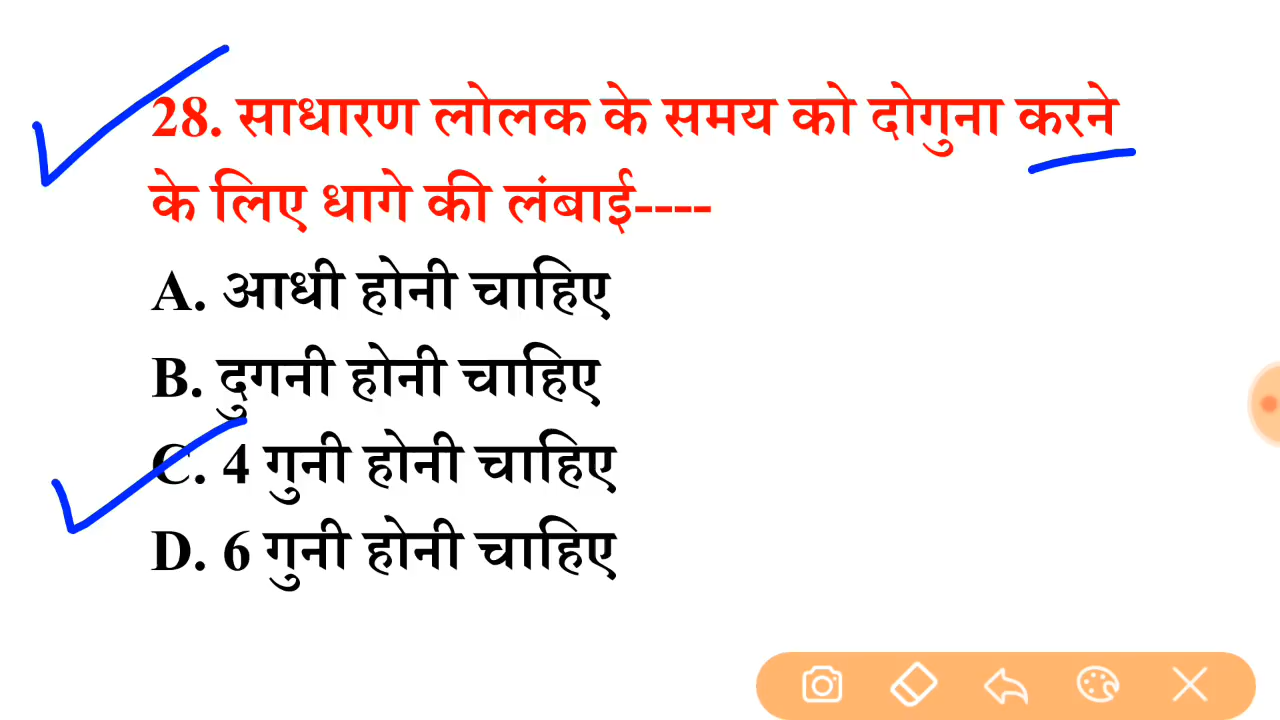 28. साधारण लोलक के समय को दोगुना करने
के लिए धागे की लंबाई----
A. आधी होनी चाहिए
B. दुगनी होनी चाहिए
C. 4 गुनी होनी चाहिए
D. 6 गुनी होनी चाहिए